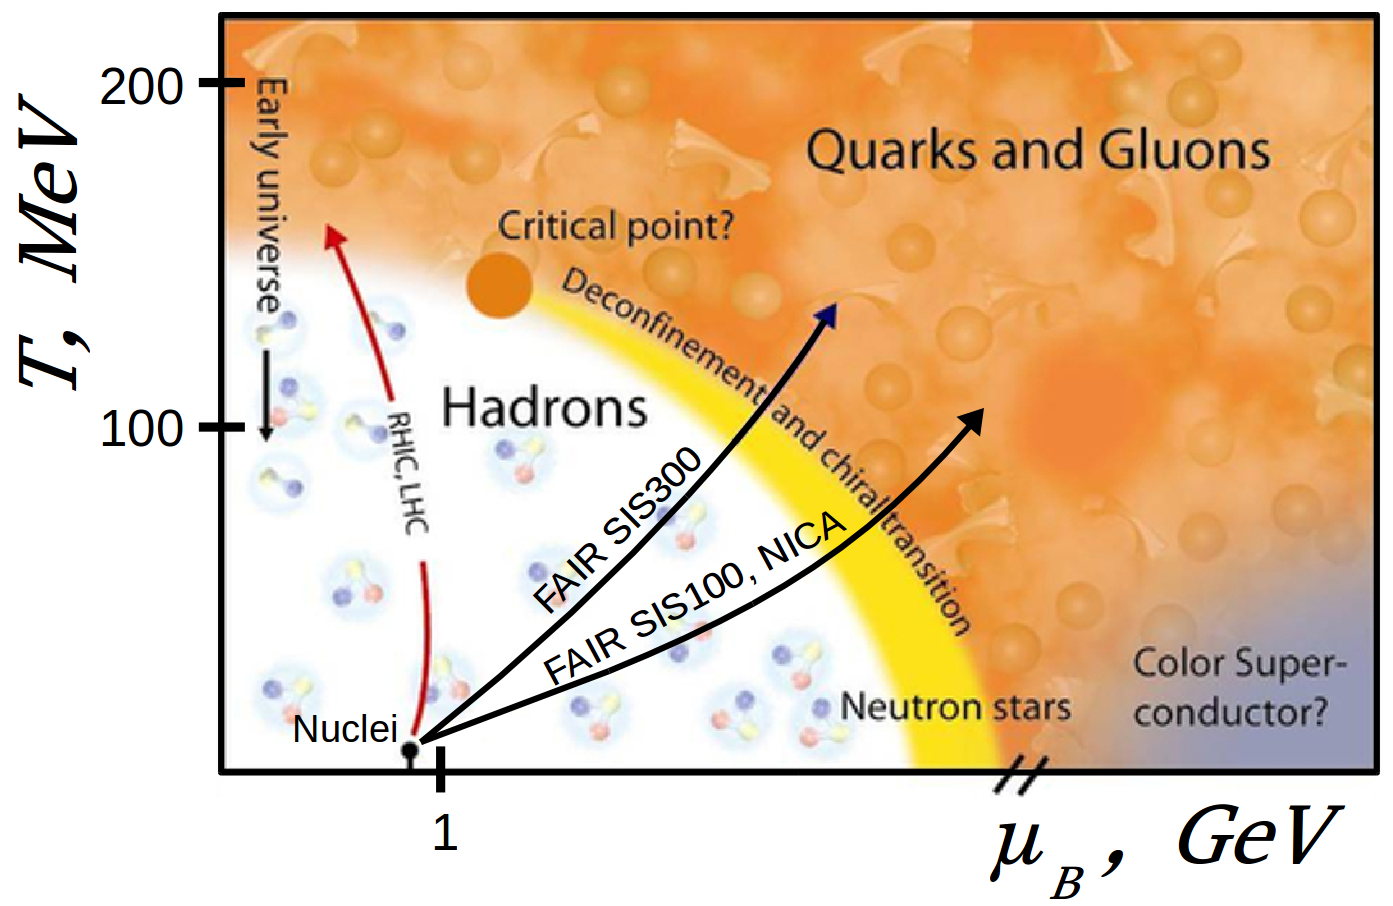 T, MeV
200
100
Early universe
Quarks and Gluons
Critical point?
Deconfinement and chiral transition
Hadrons
RHIC, LHC
FAIR SIS300
FAIR SIS100, NICA
Nuclei
Neutron stars
Color Super-
conductor?
1
μ_B, GeV